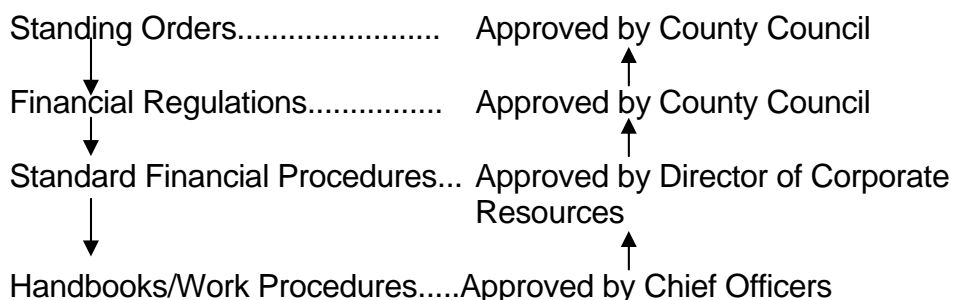 Standing Orders........................ Approved by County Council
Financial Regulations................ Approved by County Council
Standard Financial Procedures... Approved by Director of Corporate
Resources
Handbooks/Work Procedures.....Approved by Chief Officers